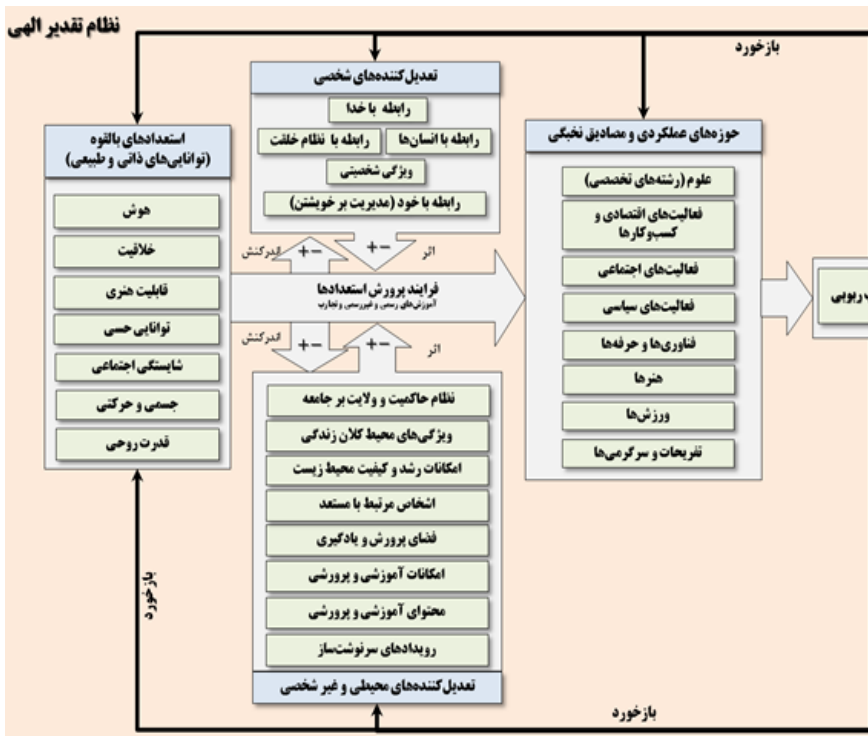 نظام تقدیر الهی
بازخورد
تعدیل‌کننده‌های شخصی
رابطه با خدا
رابطه با انسان‌ها
رابطه با نظام خلقت
ویژگی شخصیتی
رابطه با خود (مدیریت بر خویشتن)
استعدادهای بالقوه
(توانایی‌های ذاتی و طبیعی)
هوش
خلاقیت
قابلیت هنری
توانایی حسی
شایستگی اجتماعی
جسمی و حرکتی
قدرت روحی
اندرکنش
+−
+−
اثر
فرایند پرورش استعدادها
آموزش‌های رسمی و غیررسمی و تجارب
اندرکنش
+−
+−
اثر
حوزه‌های عملکردی و مصادیق نخبگی
علوم (رشته‌های تخصصی)
فعالیت‌های اقتصادی و
کسب‌وکارها
فعالیت‌های اجتماعی
فعالیت‌های سیاسی
فناوری‌ها و حرفه‌ها
هنرها
ورزش‌ها
تفریحات و سرگرمی‌ها
ربوبی
نظام حاکمیت و ولایت بر جامعه
ویژگی‌های محیط کلان زندگی
امکانات رشد و کیفیت محیط زیست
اشخاص مرتبط با مستعد
فضای پرورش و یادگیری
امکانات آموزشی و پرورشی
محتوای آموزشی و پرورشی
رویدادهای سرنوشت‌ساز
تعدیل‌کننده‌های محیطی و غیر شخصی
بازخورد
بازخورد